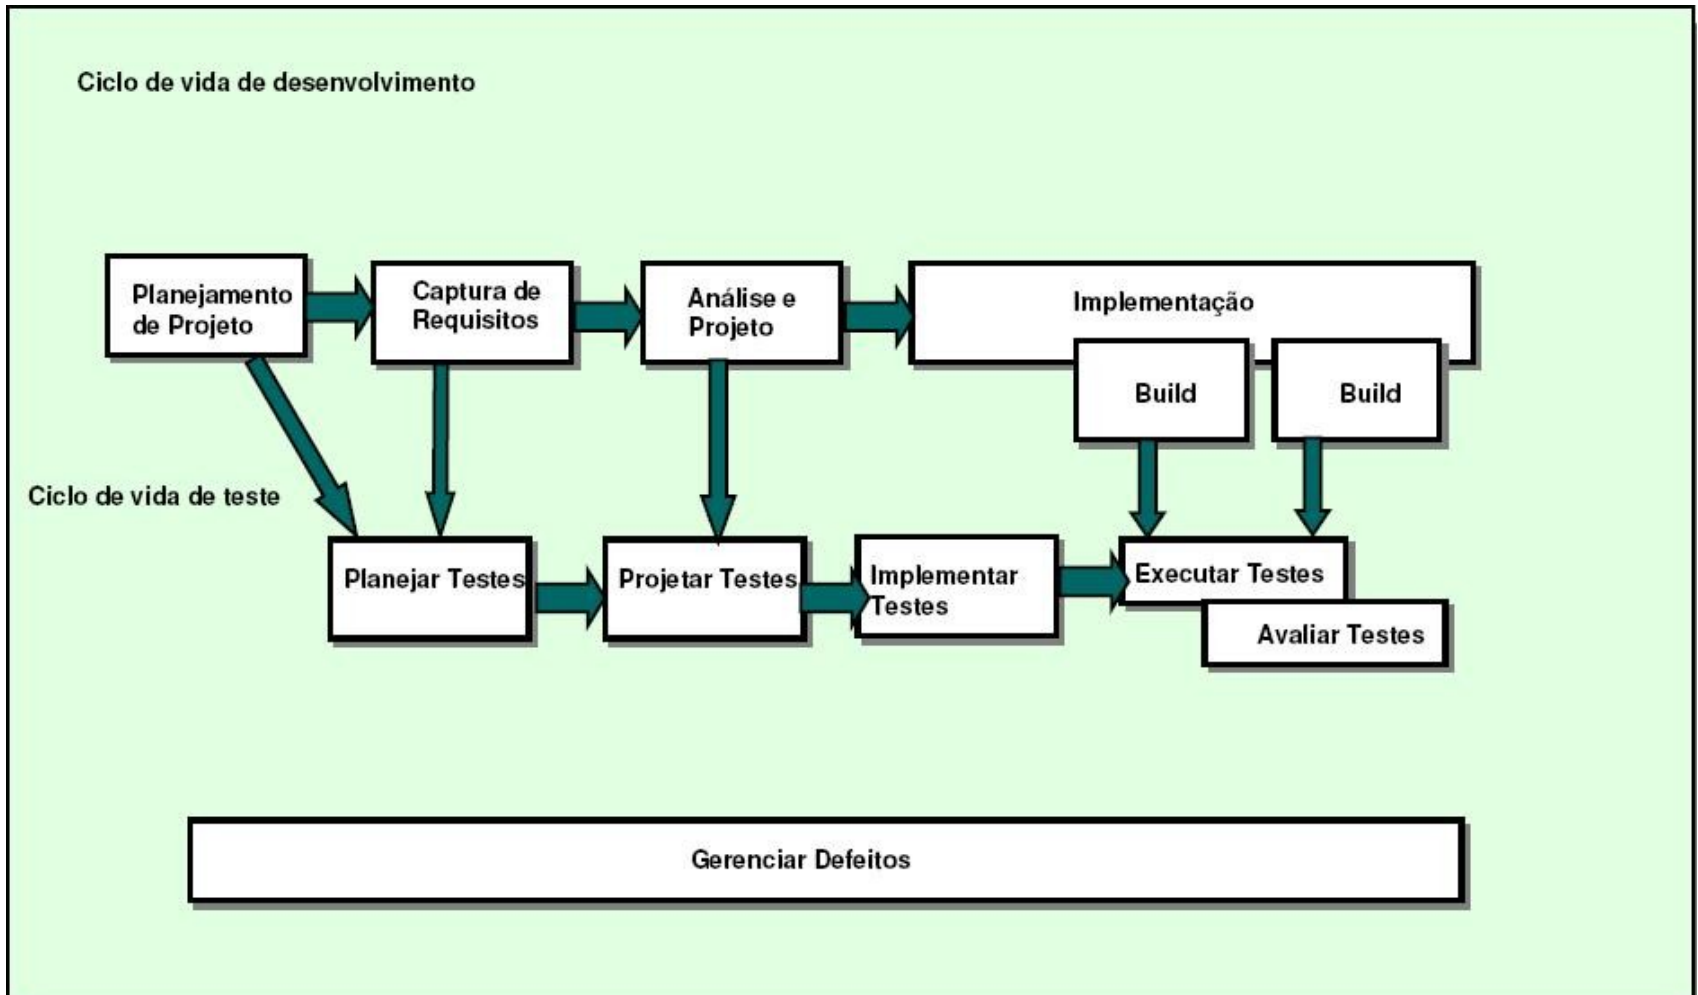 Ciclo de vida de desenvolvimento
Planejamento
de Projeto
Captura de
Requisitos
Análise e
Projeto
Implementação
Build
Build
Ciclo de vida de teste
Planejar Testes
Projetar Testes
Implementar
Testes
Executar Testes
Avaliar Testes
Gerenciar Defeitos